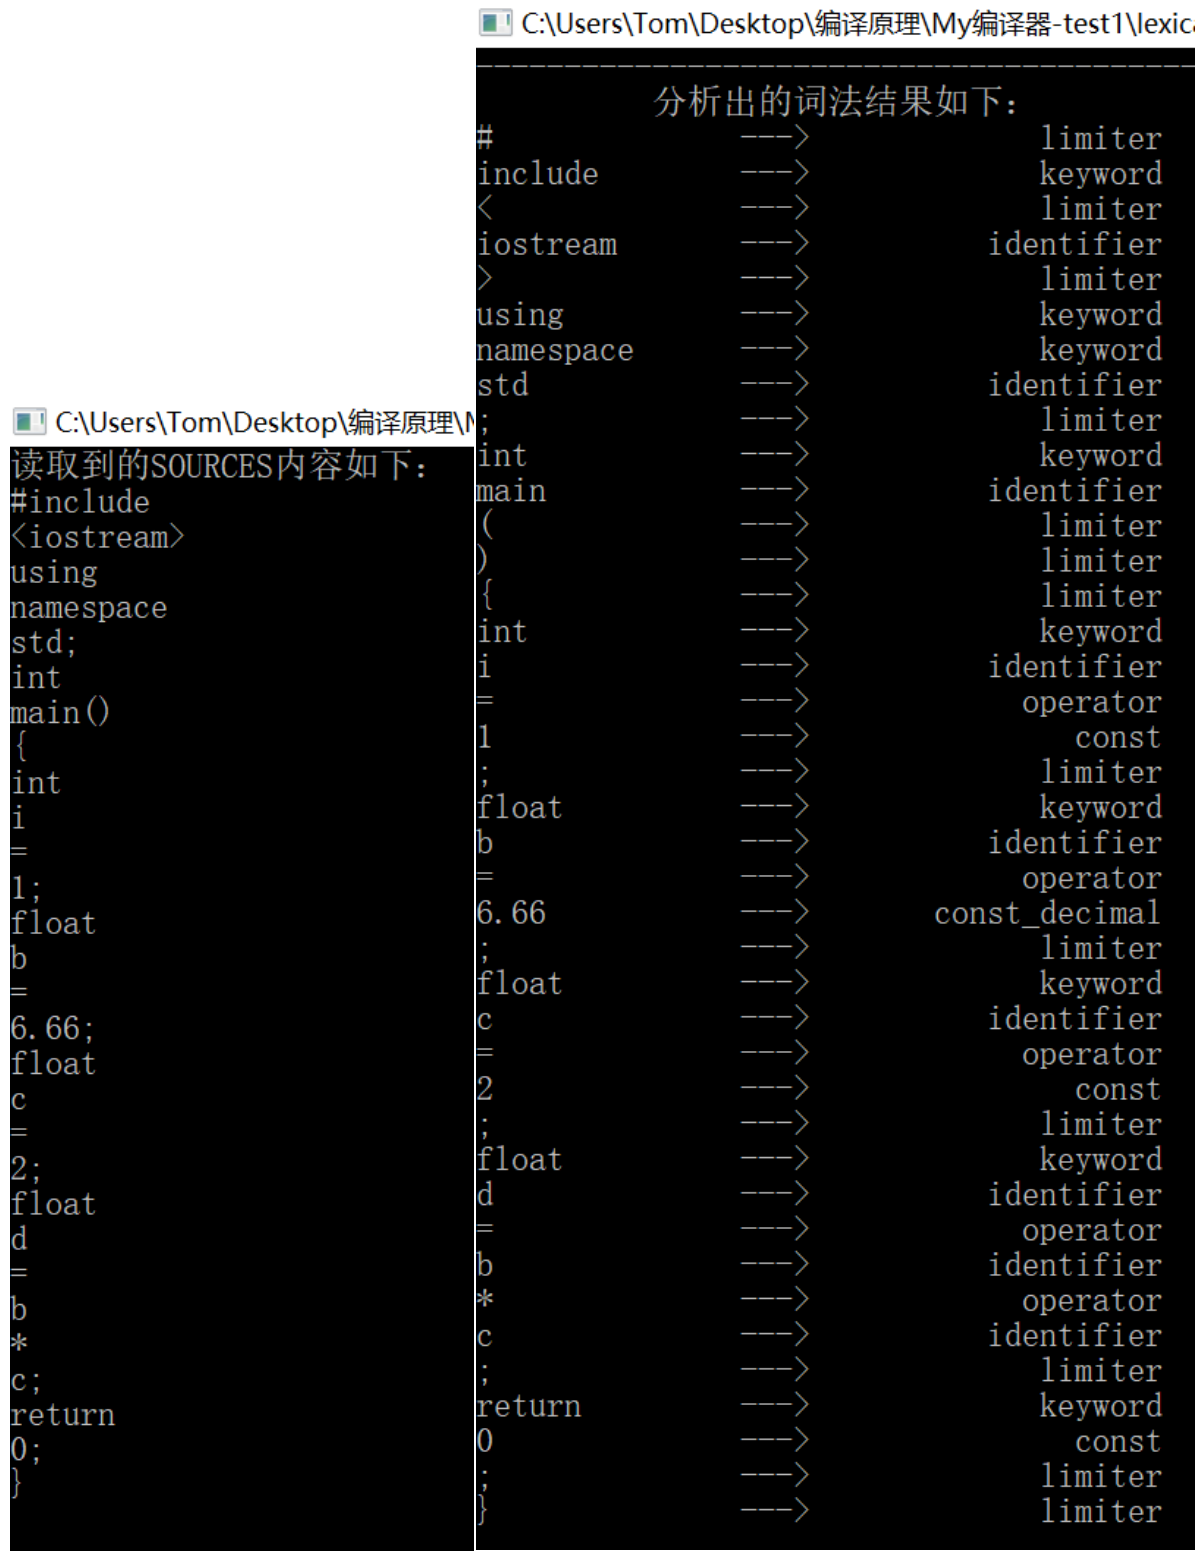 C:\Users\Tom\Desktop\编译原理\M
读取到的SOURCES内容如下：
#include
<iostream>
using
namespace
std;
int
main()
{
int
i
=
1;
float
b
=
6.66;
float
c
=
2;
float
d
=
b
*
c;
return
0;
}
C:\Users\Tom\Desktop\编译原理\My编译器-test1\lexica
--------------------------------------------
分析出的词法结果如下：
# ---> limiter
include ---> keyword
< ---> limiter
iostream ---> identifier
> ---> limiter
using ---> keyword
namespace ---> keyword
std ---> identifier
; ---> limiter
int ---> keyword
main ---> identifier
( ---> limiter
) ---> limiter
{ ---> limiter
int ---> keyword
i ---> identifier
= ---> operator
1 ---> const
; ---> limiter
float ---> keyword
b ---> identifier
= ---> operator
6.66 ---> const_decimal
; ---> limiter
float ---> keyword
c ---> identifier
= ---> operator
2 ---> const
; ---> limiter
float ---> keyword
d ---> identifier
= ---> operator
b ---> identifier
* ---> operator
c ---> identifier
; ---> limiter
return ---> keyword
0 ---> const
; ---> limiter
} ---> limiter